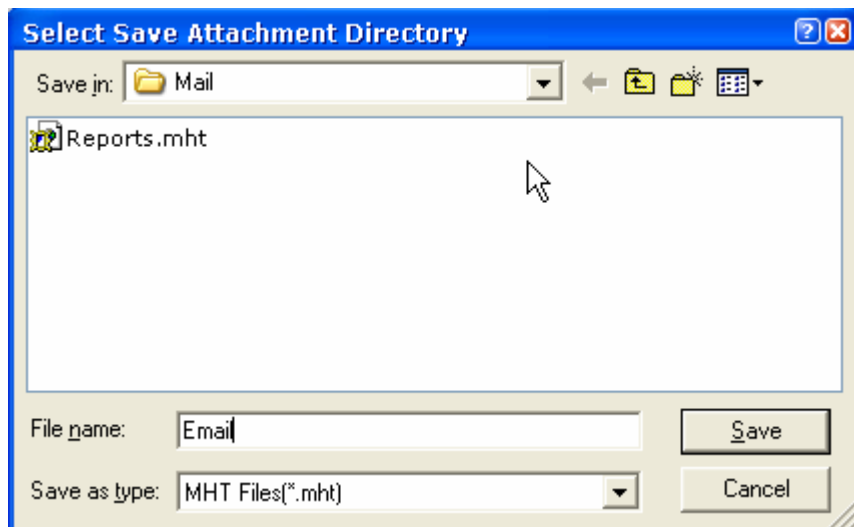 Select Save Attachment Directory
Save in: Mail
Reports.mht
File name: Email Save
Save as type: MHT Files(*.mht) Cancel